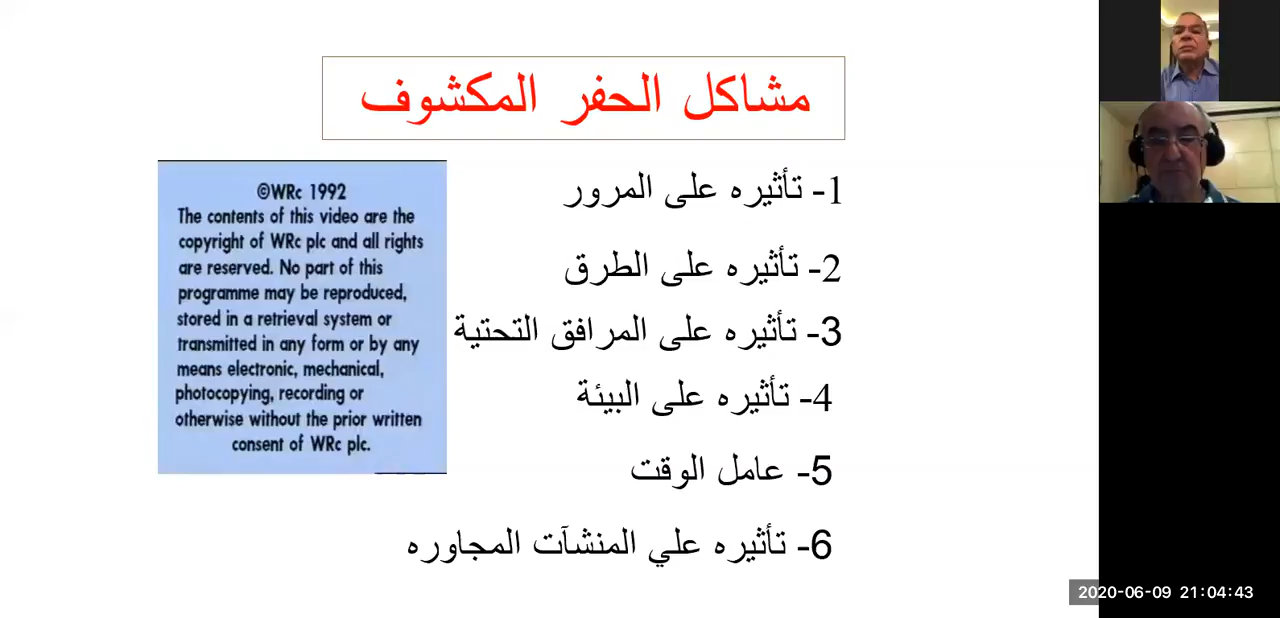 مشاكل الحفر المكشوف
1- تأثيره على المرور
2- تأثيره على الطرق
3- تأثيره على المرافق التحتية
4- تأثيره على البيئة
5- عامل الوقت
6- تأثيره علي المنشآت المجاوره
©WRc 1992
The contents of this video are the
copyright of WRc plc and all rights
are reserved. No part of this
programme may be reproduced,
stored in a retrieval system or
transmitted in any form or by any
means electronic, mechanical,
photocopying, recording or
otherwise without the prior written
consent of WRc plc.
2020-06-09 21:04:43